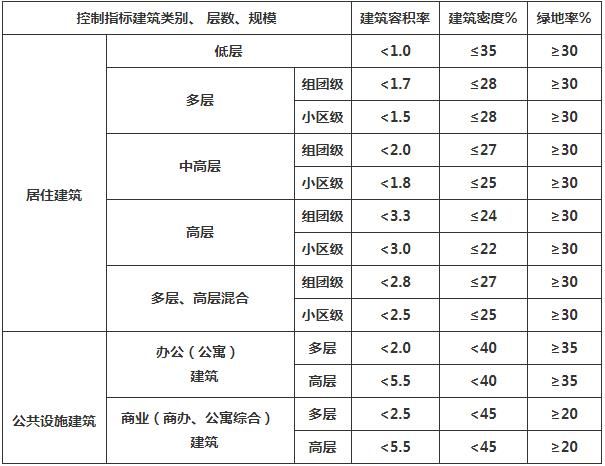 控制指标建筑类别、 层数、规模 建筑容积率 建筑密度% 绿地率%
低层 <1.0 ≤35 ≥30
多层 组团级 <1.7 ≤28 ≥30
小区级 <1.5 ≤28 ≥30
中高层 组团级 <2.0 ≤27 ≥30
小区级 <1.8 ≤25 ≥30
居住建筑
高层 组团级 <3.3 ≤24 ≥30
小区级 <3.0 ≤22 ≥30
多层、高层混合 组团级 <2.8 ≤27 ≥30
小区级 <2.5 ≤25 ≥30
办公（公寓） 多层 <2.0 <40 ≥35
建筑 高层 <5.5 <40 ≥35
公共设施建筑
商业（商办、公寓综合） 多层 <2.5 <45 ≥20
建筑 高层 <5.5 <45 ≥20